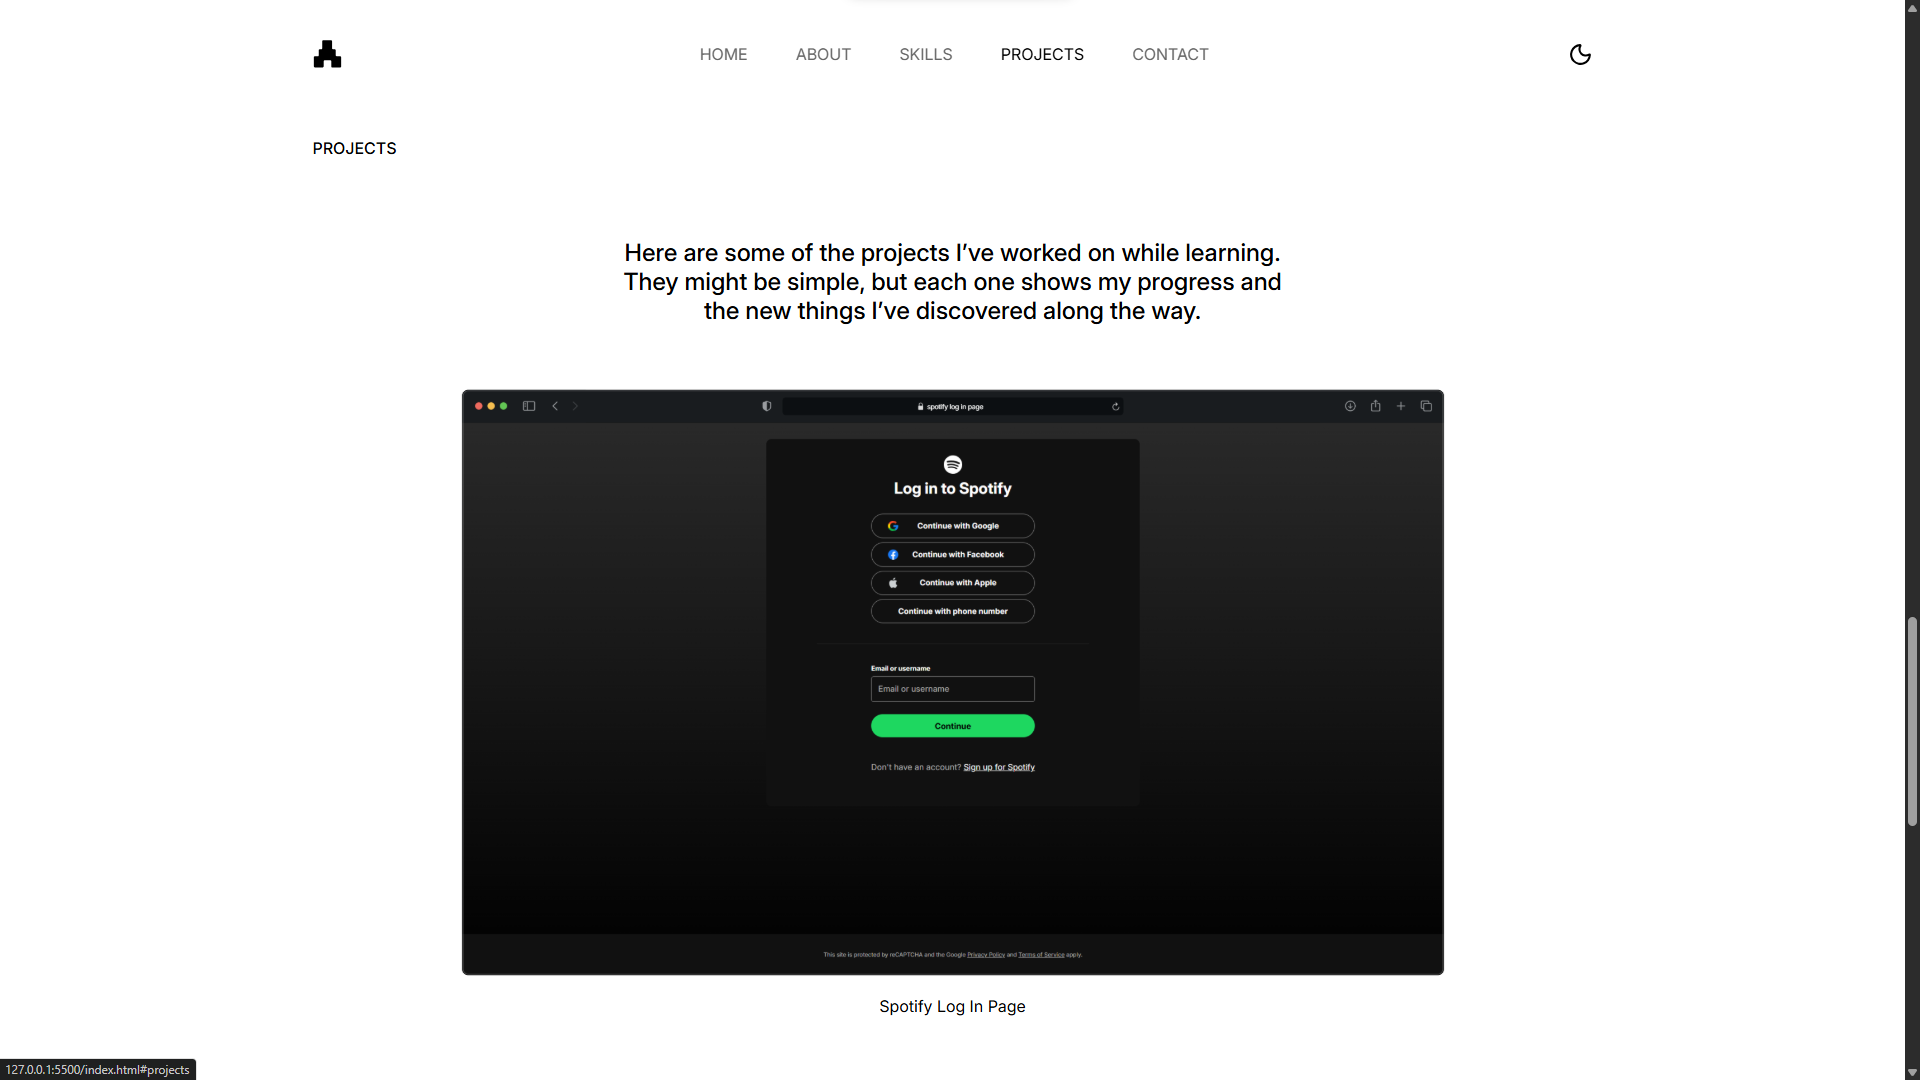 HOME
ABOUT
SKILLS
PROJECTS
CONTACT
PROJECTS
Here are some of the projects I’ve worked on while learning.
They might be simple, but each one shows my progress and
the new things I’ve discovered along the way.
spotify log in page
Log in to Spotify
Continue with Google
Continue with Facebook
Continue with Apple
Continue with phone number
Email or username
Email or username
Continue
Don't have an account? Sign up for Spotify
This site is protected by reCAPTCHA and the Google Privacy Policy and Terms of Service apply.
Spotify Log In Page
127.0.0.1:5500/index.html#projects